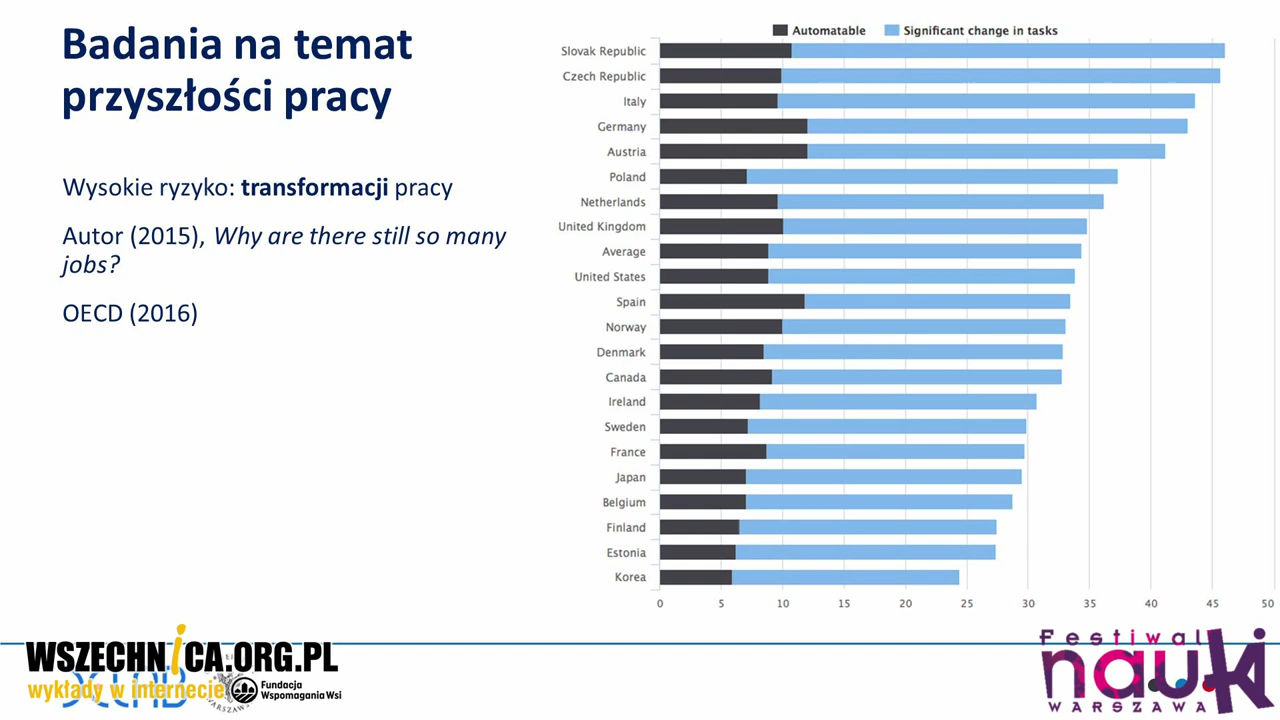 Badania na temat
przyszłości pracy
Wysokie ryzyko: transformacji pracy
Autor (2015), Why are there still so many
jobs?
OECD (2016)
Automatable
Significant change in tasks
Slovak Republic
Czech Republic
Italy
Germany
Austria
Poland
Netherlands
United Kingdom
Average
United States
Spain
Norway
Denmark
Canada
Ireland
Sweden
France
Japan
Belgium
Finland
Estonia
Korea
0 5 10 15 20 25 30 35 40 45 50
WSZECHNICA.ORG.PL
wykłady w internecie
Fundacja
Wspomagania Wsi
Festiwal
nauki
WARSZAWA